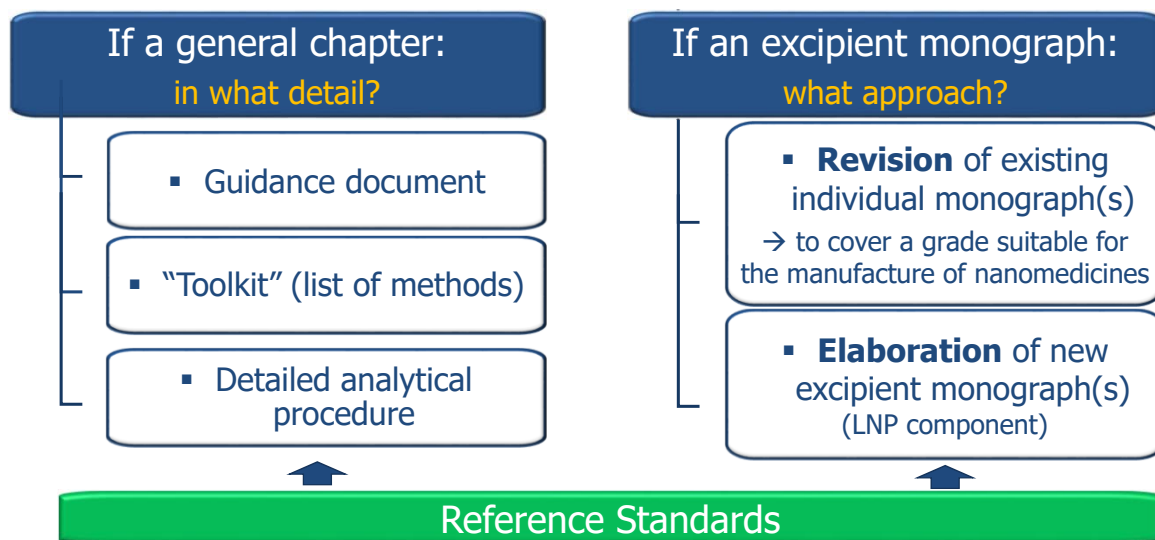 If a general chapter:
in what detail?
▪ Guidance document
▪ “Toolkit” (list of methods)
▪ Detailed analytical
procedure
If an excipient monograph:
what approach?
▪ Revision of existing
individual monograph(s)
→ to cover a grade suitable for
the manufacture of nanomedicines
▪ Elaboration of new
excipient monograph(s)
(LNP component)
Reference Standards